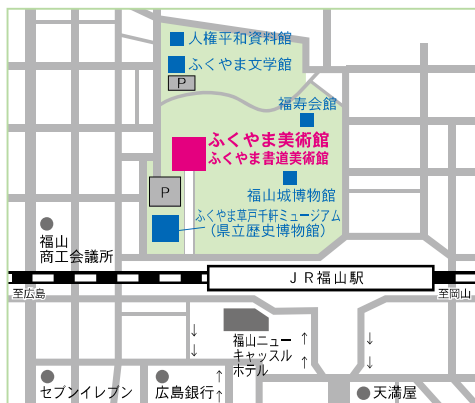 人権平和資料館
ふくやま文学館
P
福寿会館
ふくやま美術館
ふくやま書道美術館
福山城博物館
P
ふくやま草戸千軒ミュージアム
(県立歴史博物館)
福山
商工会議所
JR福山駅
至広島
至岡山
↓
↓
福山ニュー
キャッスル
ホテル
↑
↑
↓
↓
セブンイレブン
広島銀行
↑
↑
天満屋